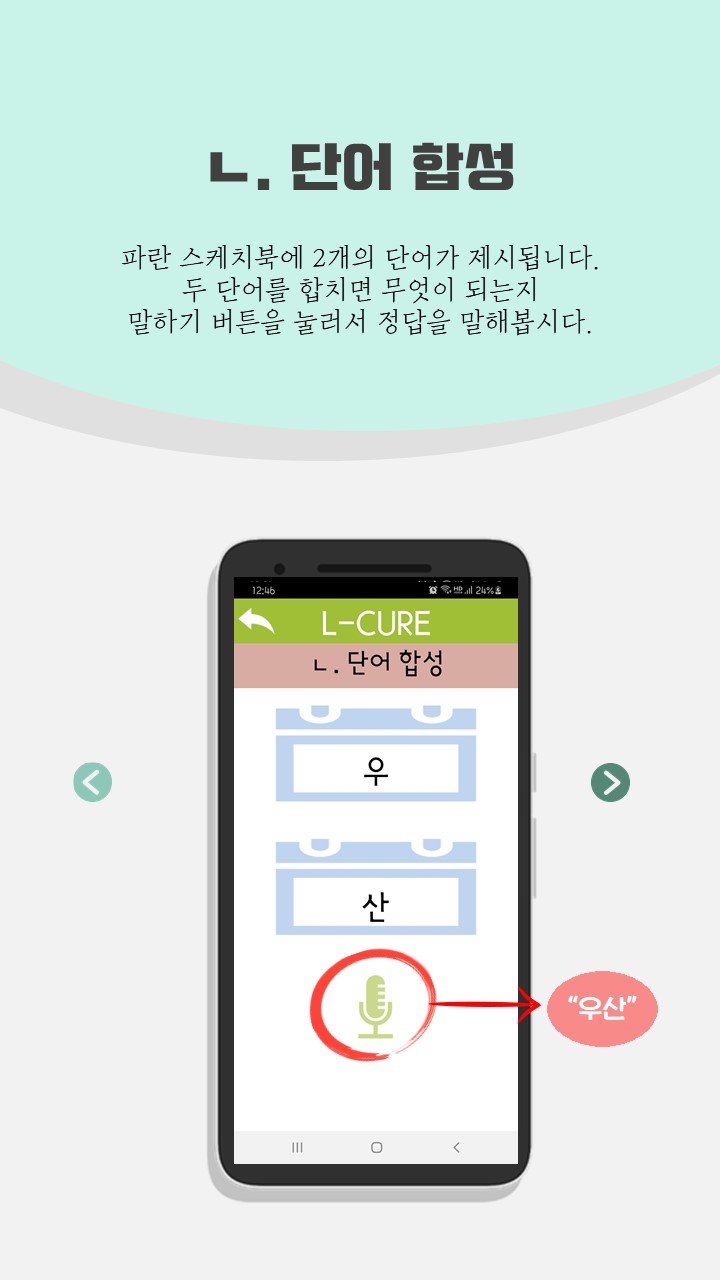 ㄴ. 단어 합성
파란 스케치북에 2개의 단어가 제시됩니다.
두 단어를 합치면 무엇이 되는지
말하기 버튼을 눌러서 정답을 말해봅시다.
12:46
HD 24%
L-CURE
ㄴ. 단어 합성
우
산
“우산”